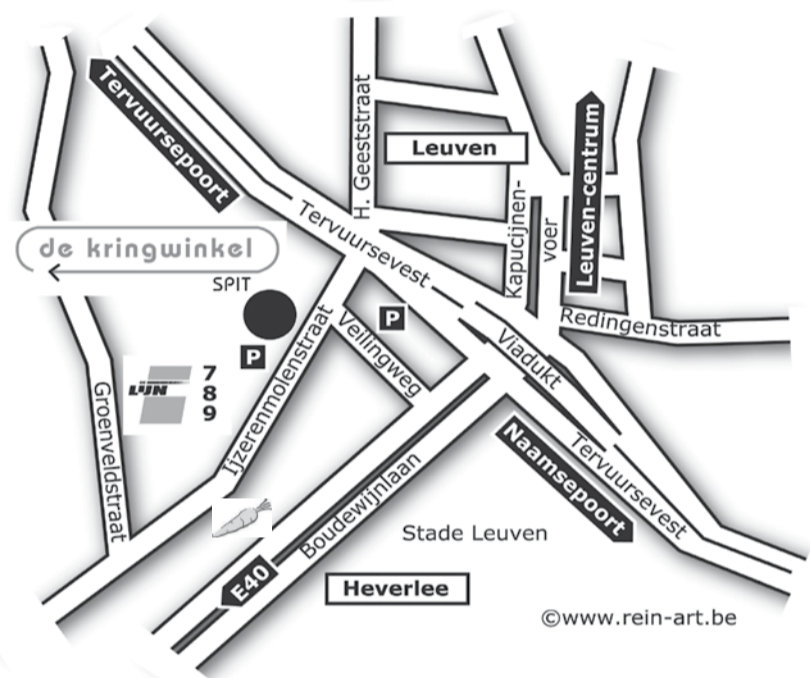 Tervuursepoort
H. Geeststraat
Leuven
Leuven-centrum
Kapucijnen-
voer
Tervuursevest
de kringwinkel
SPIT
P
P
Veilingweg
Ijzerenmolenstraat
Redingenstraat
Viadukt
LIJN
7
8
9
Groenveldstraat
Naamsepoort
Tervuursevest
Boudewijnlaan
Stade Leuven
E40
Heverlee
©www.rein-art.be